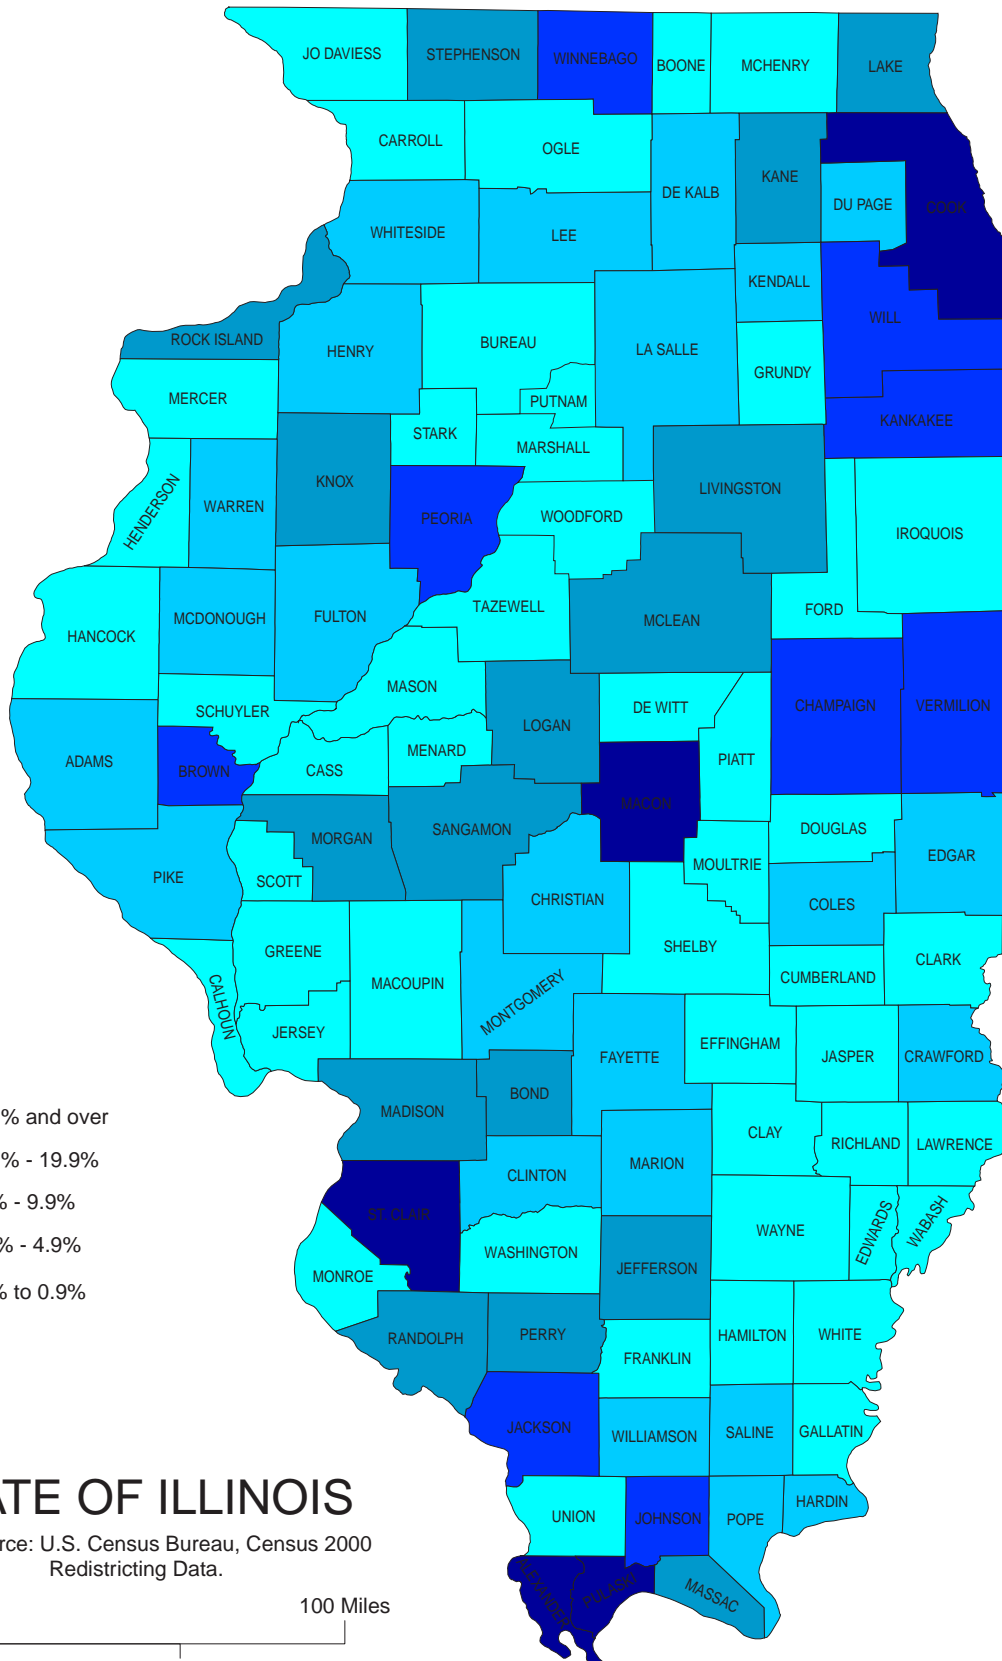 JO DAVIESS
STEPHENSON
WINNEBAGO
BOONE
MCHENRY
LAKE
CARROLL
OGLE
DE KALB
KANE
DU PAGE
COOK
WHITESIDE
LEE
KENDALL
WILL
ROCK ISLAND
HENRY
BUREAU
LA SALLE
GRUNDY
MERCER
PUTNAM
KANKAKEE
STARK
MARSHALL
HENDERSON
WARREN
KNOX
PEORIA
WOODFORD
LIVINGSTON
IROQUOIS
HANCOCK
MCDONOUGH
FULTON
TAZEWELL
MCLEAN
FORD
SCHUYLER
MASON
LOGAN
DE WITT
CHAMPAIGN
VERMILION
ADAMS
BROWN
CASS
MENARD
PIATT
MACON
MORGAN
SANGAMON
DOUGLAS
EDGAR
PIKE
SCOTT
CHRISTIAN
MOULTRIE
COLES
GREENE
MACOUPIN
MONTGOMERY
SHELBY
CUMBERLAND
CLARK
CALHOUN
JERSEY
FAYETTE
EFFINGHAM
JASPER
CRAWFORD
MADISON
BOND
CLAY
RICHLAND
LAWRENCE
CLINTON
MARION
ST. CLAIR
WASHINGTON
WAYNE
EDWARDS
WABASH
MONROE
JEFFERSON
RANDOLPH
PERRY
FRANKLIN
HAMILTON
WHITE
JACKSON
WILLIAMSON
SALINE
GALLATIN
UNION
JOHNSON
POPE
HARDIN
ALEXANDER
PULASKI
MASSAC
% and over
% - 19.9%
% - 9.9%
% - 4.9%
% to 0.9%
ATE OF ILLINOIS
rce: U.S. Census Bureau, Census 2000
Redistricting Data.
100 Miles